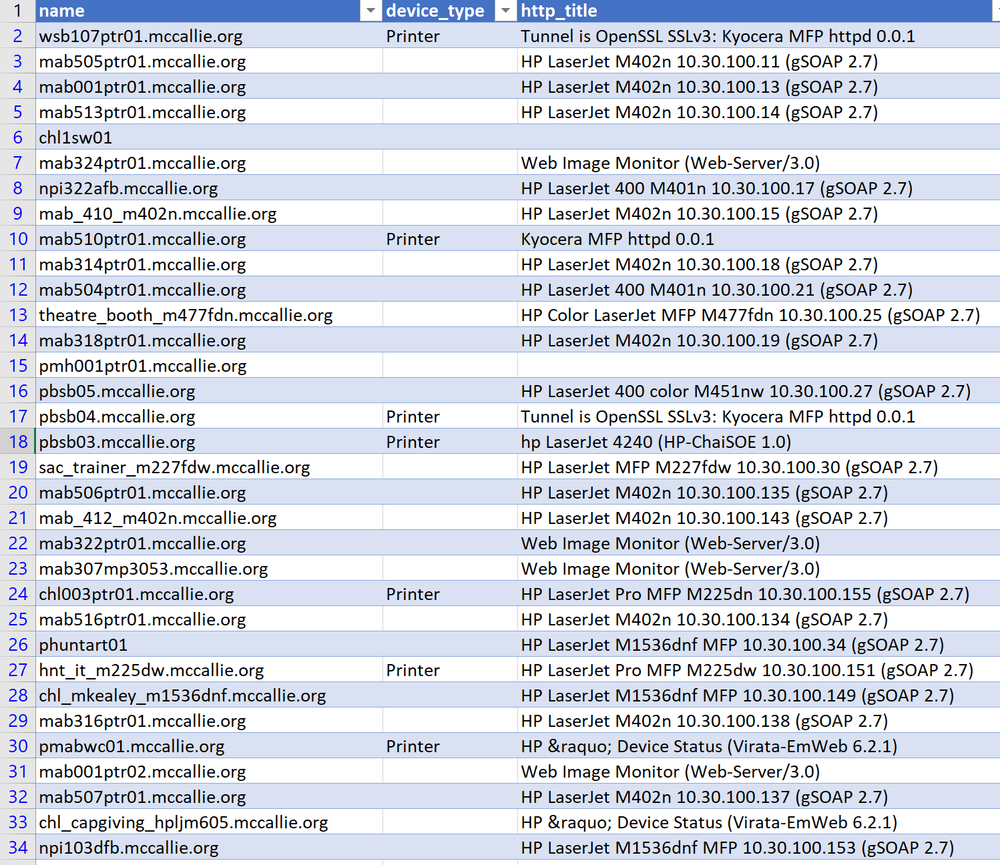 1 name device_type http_title
2 wsb107ptr01.mccallie.org Printer Tunnel is OpenSSL SSLv3: Kyocera MFP httpd 0.0.1
3 mab505ptr01.mccallie.org HP LaserJet M402n 10.30.100.11 (gSOAP 2.7)
4 mab001ptr01.mccallie.org HP LaserJet M402n 10.30.100.13 (gSOAP 2.7)
5 mab513ptr01.mccallie.org HP LaserJet M402n 10.30.100.14 (gSOAP 2.7)
6 chl1sw01
7 mab324ptr01.mccallie.org Web Image Monitor (Web-Server/3.0)
8 npi322afb.mccallie.org HP LaserJet 400 M401n 10.30.100.17 (gSOAP 2.7)
9 mab_410_m402n.mccallie.org HP LaserJet M402n 10.30.100.15 (gSOAP 2.7)
10 mab510ptr01.mccallie.org Printer Kyocera MFP httpd 0.0.1
11 mab314ptr01.mccallie.org HP LaserJet M402n 10.30.100.18 (gSOAP 2.7)
12 mab504ptr01.mccallie.org HP LaserJet 400 M401n 10.30.100.21 (gSOAP 2.7)
13 theatre_booth_m477fdn.mccallie.org HP Color LaserJet MFP M477fdn 10.30.100.25 (gSOAP 2.7)
14 mab318ptr01.mccallie.org HP LaserJet M402n 10.30.100.19 (gSOAP 2.7)
15 pmh001ptr01.mccallie.org
16 pbsb05.mccallie.org HP LaserJet 400 color M451nw 10.30.100.27 (gSOAP 2.7)
17 pbsb04.mccallie.org Printer Tunnel is OpenSSL SSLv3: Kyocera MFP httpd 0.0.1
18 pbsb03.mccallie.org Printer hp LaserJet 4240 (HP-ChaiSOE 1.0)
19 sac_trainer_m227fdw.mccallie.org HP LaserJet MFP M227fdw 10.30.100.30 (gSOAP 2.7)
20 mab506ptr01.mccallie.org HP LaserJet M402n 10.30.100.135 (gSOAP 2.7)
21 mab_412_m402n.mccallie.org HP LaserJet M402n 10.30.100.143 (gSOAP 2.7)
22 mab322ptr01.mccallie.org Web Image Monitor (Web-Server/3.0)
23 mab307mp3053.mccallie.org Web Image Monitor (Web-Server/3.0)
24 chl003ptr01.mccallie.org Printer HP LaserJet Pro MFP M225dn 10.30.100.155 (gSOAP 2.7)
25 mab516ptr01.mccallie.org HP LaserJet M402n 10.30.100.134 (gSOAP 2.7)
26 phuntart01 HP LaserJet M1536dnf MFP 10.30.100.34 (gSOAP 2.7)
27 hnt_it_m225dw.mccallie.org Printer HP LaserJet Pro MFP M225dw 10.30.100.151 (gSOAP 2.7)
28 chl_mkealey_m1536dnf.mccallie.org HP LaserJet M1536dnf MFP 10.30.100.149 (gSOAP 2.7)
29 mab316ptr01.mccallie.org HP LaserJet M402n 10.30.100.138 (gSOAP 2.7)
30 pmabwc01.mccallie.org Printer HP &raquo; Device Status (Virata-EmWeb 6.2.1)
31 mab001ptr02.mccallie.org Web Image Monitor (Web-Server/3.0)
32 mab507ptr01.mccallie.org HP LaserJet M402n 10.30.100.137 (gSOAP 2.7)
33 chl_capgiving_hpljm605.mccallie.org HP &raquo; Device Status (Virata-EmWeb 6.2.1)
34 npi103dfb.mccallie.org HP LaserJet M1536dnf MFP 10.30.100.153 (gSOAP 2.7)